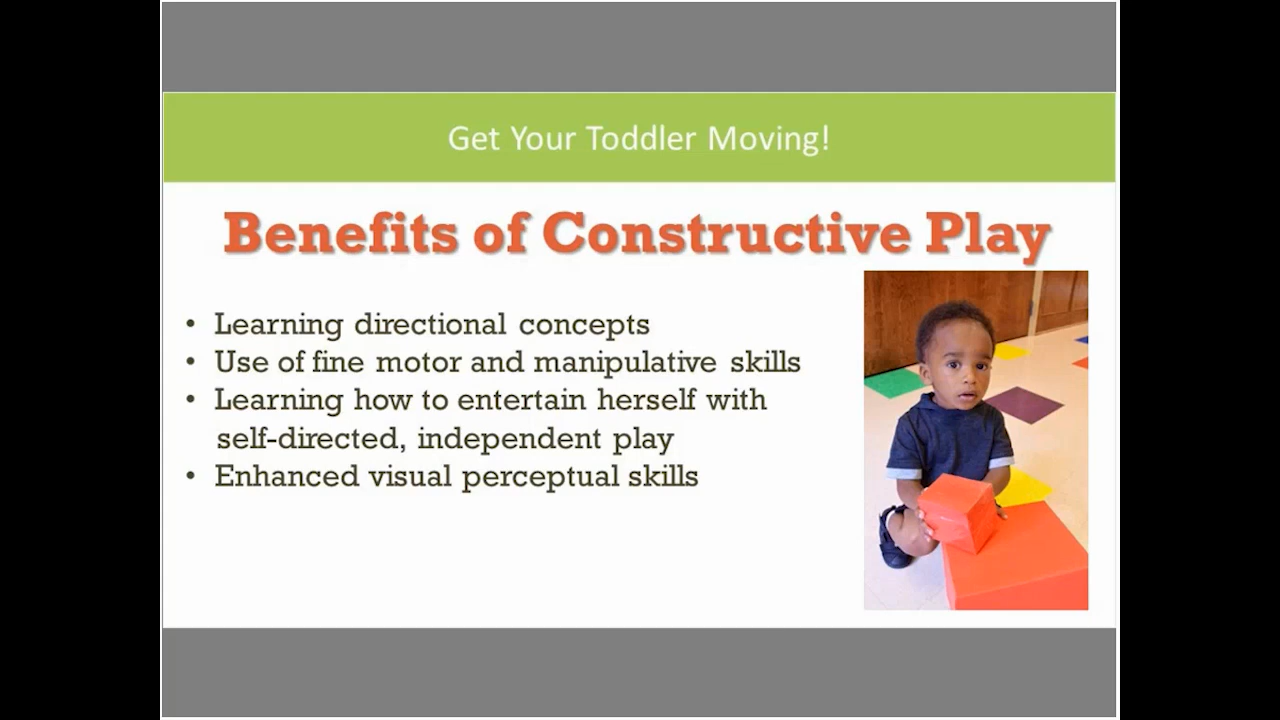 Get Your Toddler Moving!
Benefits of Constructive Play
• Learning directional concepts
• Use of fine motor and manipulative skills
• Learning how to entertain herself with
self-directed, independent play
• Enhanced visual perceptual skills